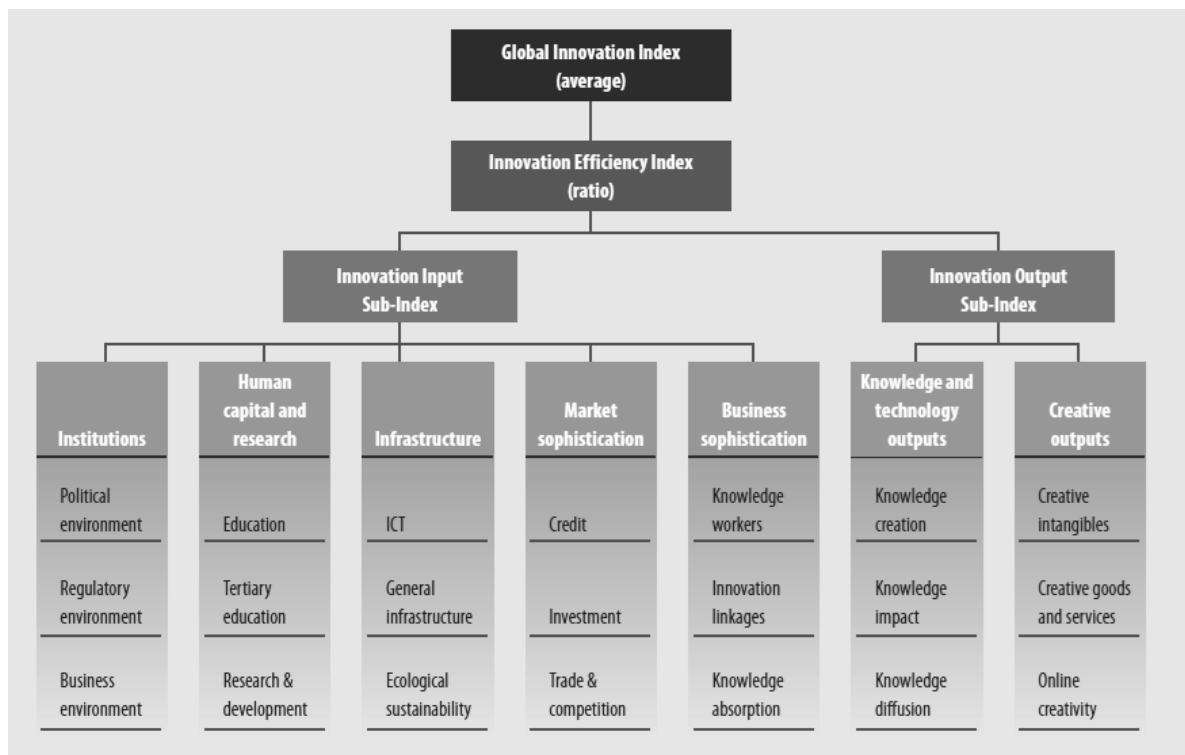 Global Innovation Index
(average)
Innovation Efficiency Index
(ratio)
Innovation Input
Sub-Index
Innovation Output
Sub-Index
Institutions
Human
capital and
research
Infrastructure
Market
sophistication
Business
sophistication
Knowledge and
technology
outputs
Creative
outputs
Political
environment
Education
ICT
Credit
Knowledge
workers
Knowledge
creation
Creative
intangibles
Regulatory
environment
Tertiary
education
General
infrastructure
Investment
Innovation
linkages
Knowledge
impact
Creative goods
and services
Business
environment
Research &
development
Ecological
sustainability
Trade &
competition
Knowledge
absorption
Knowledge
diffusion
Online
creativity